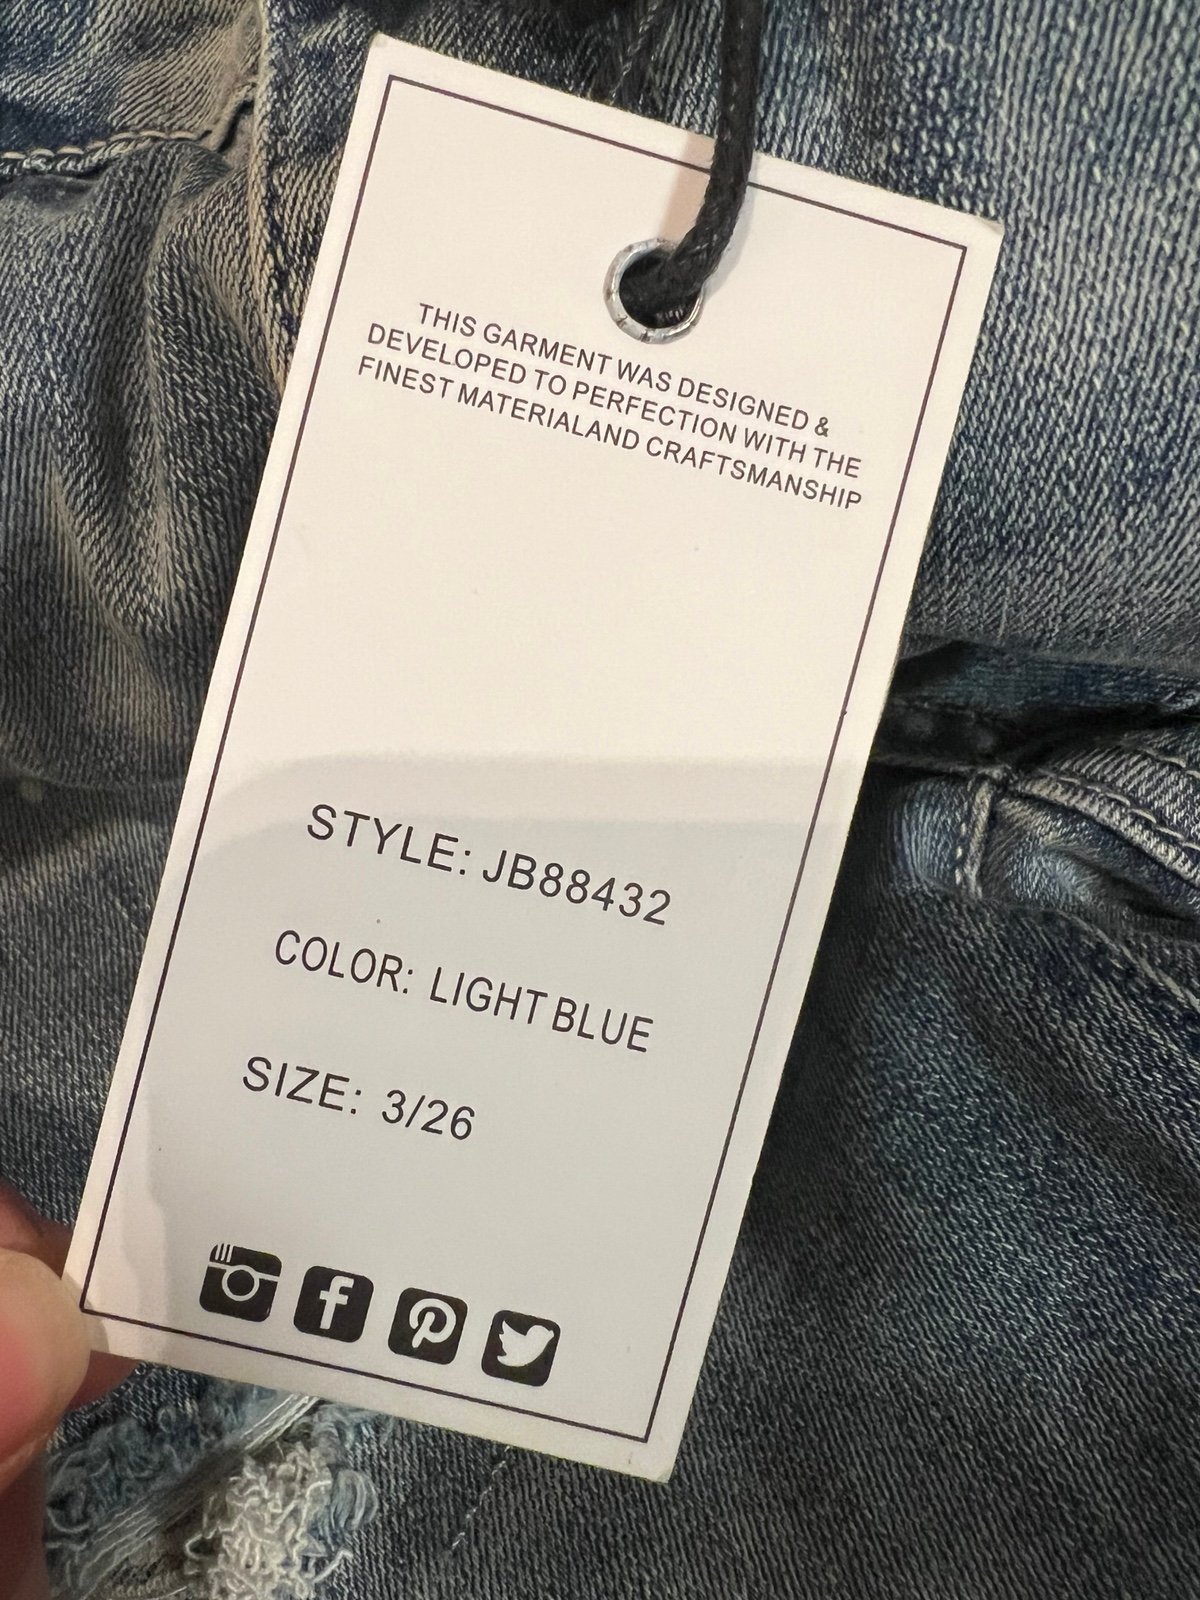 THIS GARMENT WAS DESIGNED &
DEVELOPED TO PERFECTION WITH THE
FINEST MATERIALAND CRAFTSMANSHIP
STYLE: JB88432
COLOR: LIGHT BLUE
SIZE: 3/26